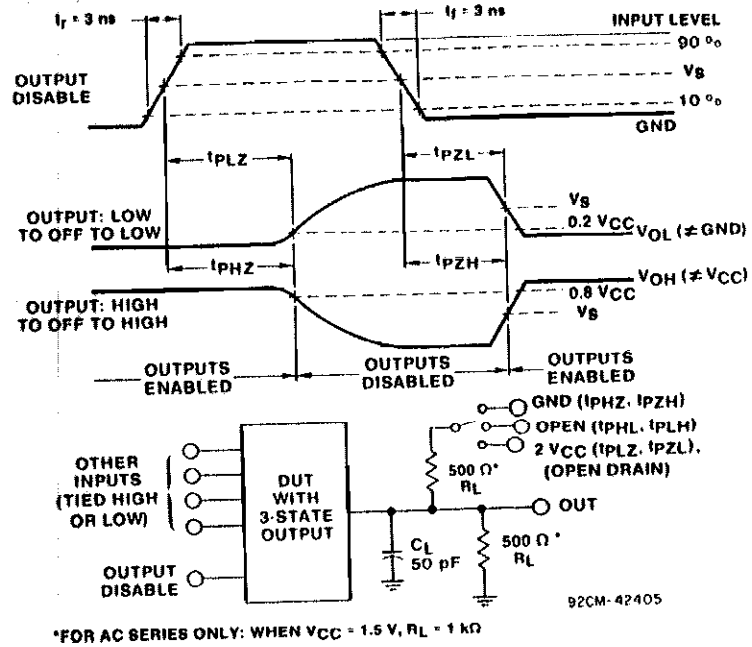 tr = 3 ns
tf = 3 ns
INPUT LEVEL
90 %
OUTPUT
DISABLE
VS
10 %
GND
tPLZ
tPZL
VS
OUTPUT: LOW
TO OFF TO LOW
0.2 VCC
VOL (≠ GND)
tPHZ
tPZH
VOH (≠ VCC)
OUTPUT: HIGH
TO OFF TO HIGH
0.8 VCC
VS
OUTPUTS
ENABLED
OUTPUTS
DISABLED
OUTPUTS
ENABLED
GND (tPHZ, tPZH)
OPEN (tPHL, tPLH)
2 VCC (tPLZ, tPZL),
(OPEN DRAIN)
OTHER
INPUTS
(TIED HIGH
OR LOW)
DUT
WITH
3-STATE
OUTPUT
500 Ω*
RL
OUT
CL
50 pF
500 Ω*
RL
OUTPUT
DISABLE
92CM-42405
*FOR AC SERIES ONLY: WHEN VCC = 1.5 V, RL = 1 kΩ